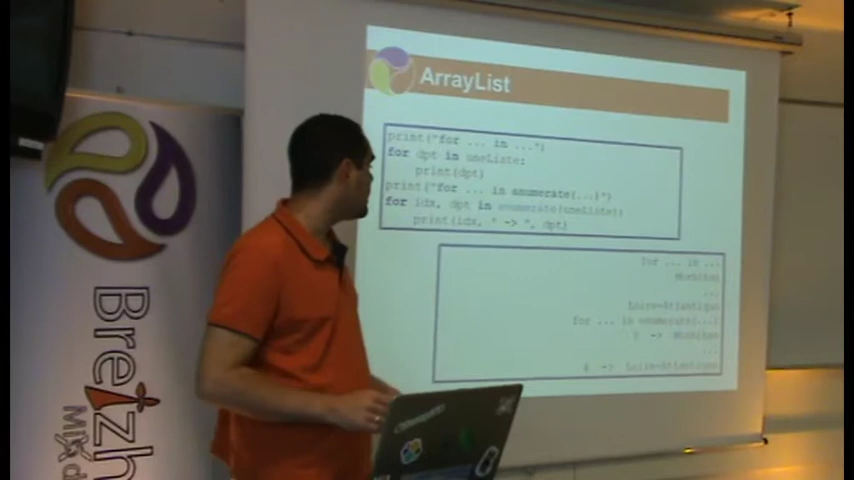 ArrayList
print("for ... in ...")
for dpt in uneListe:
print(dpt)
print("for ... in enumerate(...)")
for idx, dpt in enumerate(uneListe):
print(idx, " -> ", dpt)
for ... in ...
Morbihan
...
Loire-Atlantique
for ... in enumerate(...)
-> Morbihan
...
4 -> Loire-Atlantique
Breizh